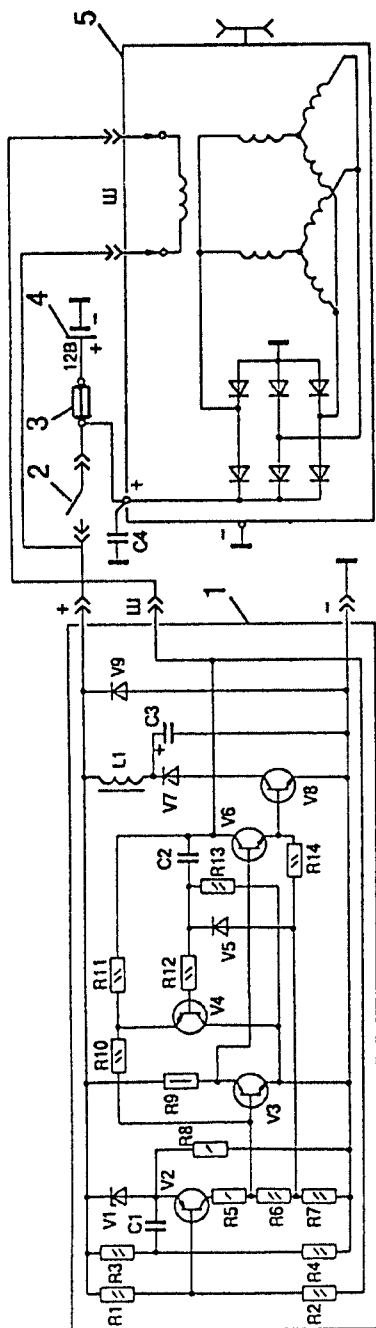 2
3
4
5
12В
+
−
Ш
+
Ш
−
C4
−
+
1
R1
R3
V1
C1
V2
R8
R5
R6
R7
R2
R4
R9
V3
R10
R11
V4
R12
V5
C2
R13
V6
R14
L1
V7
+
C3
V8
V9